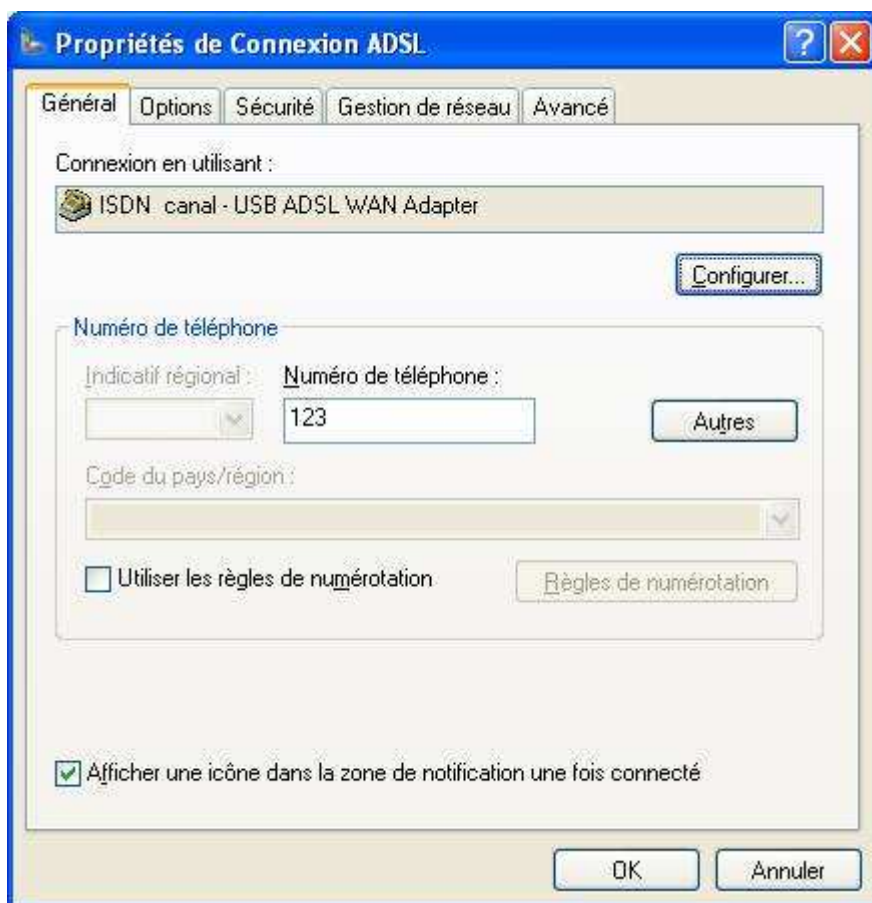 Propriétés de Connexion ADSL
Général Options Sécurité Gestion de réseau Avancé
Connexion en utilisant :
ISDN canal - USB ADSL WAN Adapter
Configurer...
Numéro de téléphone
Indicatif régional : Numéro de téléphone :
123 Autres
Code du pays/région :
Utiliser les règles de numérotation Règles de numérotation
Afficher une icône dans la zone de notification une fois connecté
OK Annuler